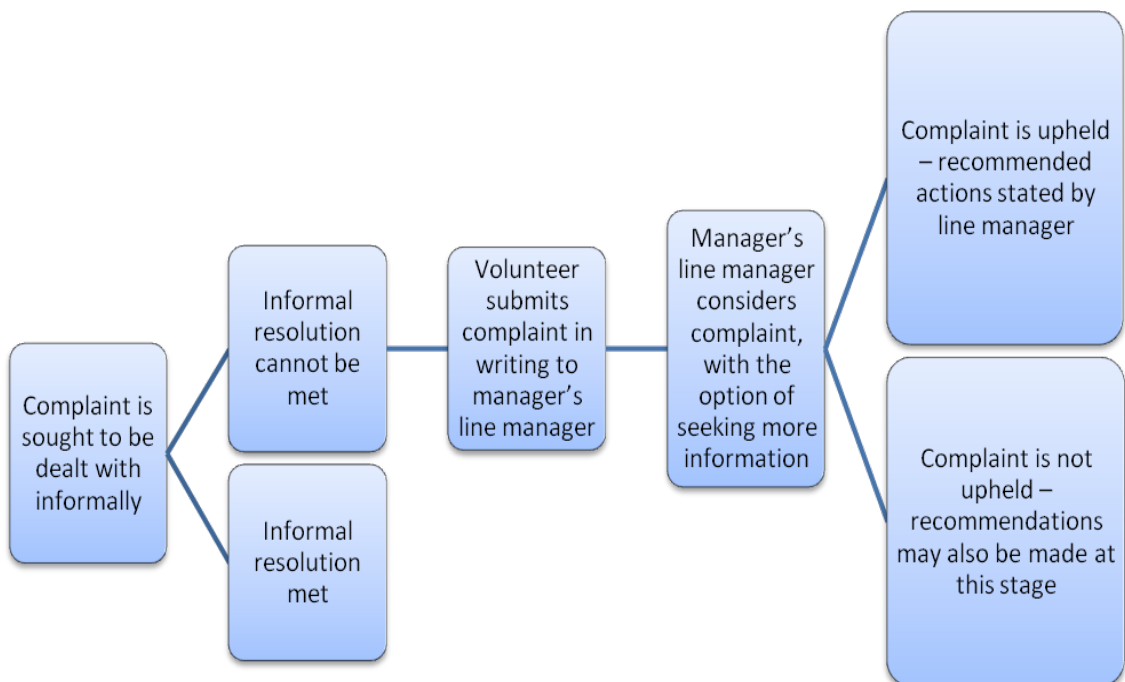 Complaint is
sought to be
dealt with
informally
Informal
resolution
cannot be
met
Informal
resolution
met
Volunteer
submits
complaint in
writing to
manager’s
line manager
Manager’s
line manager
considers
complaint,
with the
option of
seeking more
information
Complaint is upheld
– recommended
actions stated by
line manager
Complaint is not
upheld –
recommendations
may also be made at
this stage